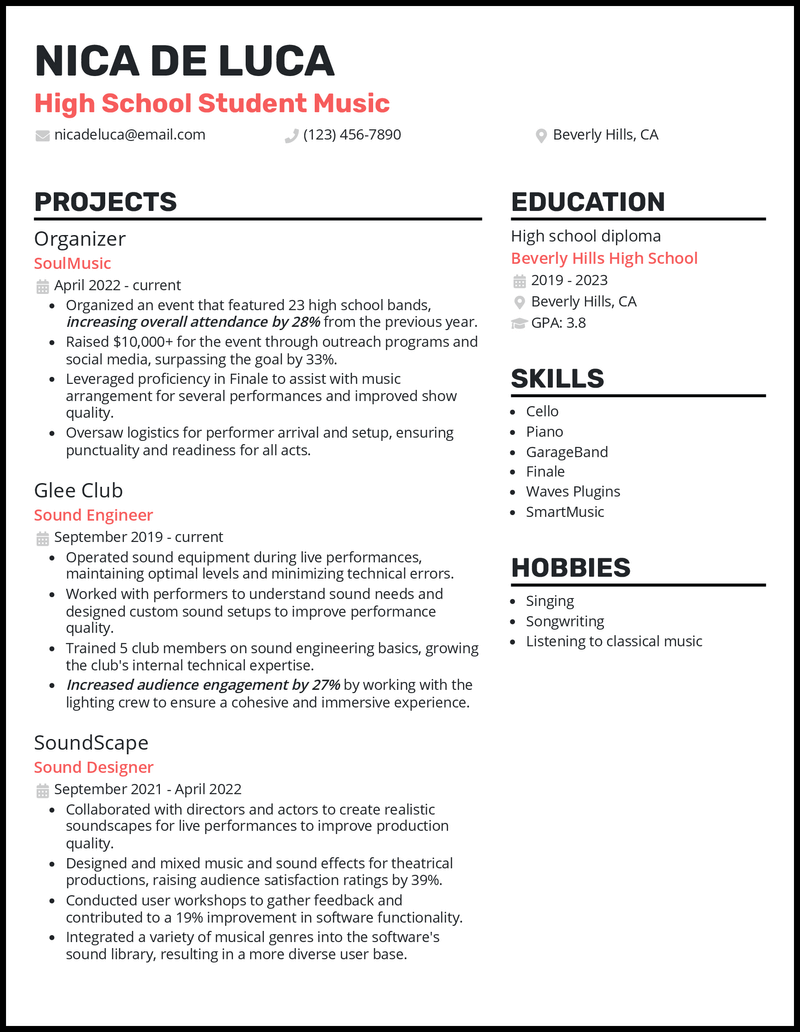 NICA DE LUCA
High School Student Music
nicadeluca@email.com
(123) 456-7890
Beverly Hills, CA
PROJECTS
Organizer
SoulMusic
April 2022 - current
• Organized an event that featured 23 high school bands,
increasing overall attendance by 28% from the previous year.
• Raised $10,000+ for the event through outreach programs and
social media, surpassing the goal by 33%.
• Leveraged proficiency in Finale to assist with music
arrangement for several performances and improved show
quality.
• Oversaw logistics for performer arrival and setup, ensuring
punctuality and readiness for all acts.
Glee Club
Sound Engineer
September 2019 - current
• Operated sound equipment during live performances,
maintaining optimal levels and minimizing technical errors.
• Worked with performers to understand sound needs and
designed custom sound setups to improve performance
quality.
• Trained 5 club members on sound engineering basics, growing
the club's internal technical expertise.
• Increased audience engagement by 27% by working with the
lighting crew to ensure a cohesive and immersive experience.
SoundScape
Sound Designer
September 2021 - April 2022
• Collaborated with directors and actors to create realistic
soundscapes for live performances to improve production
quality.
• Designed and mixed music and sound effects for theatrical
productions, raising audience satisfaction ratings by 39%.
• Conducted user workshops to gather feedback and
contributed to a 19% improvement in software functionality.
• Integrated a variety of musical genres into the software's
sound library, resulting in a more diverse user base.
EDUCATION
High school diploma
Beverly Hills High School
2019 - 2023
Beverly Hills, CA
GPA: 3.8
SKILLS
• Cello
• Piano
• GarageBand
• Finale
• Waves Plugins
• SmartMusic
HOBBIES
• Singing
• Songwriting
• Listening to classical music